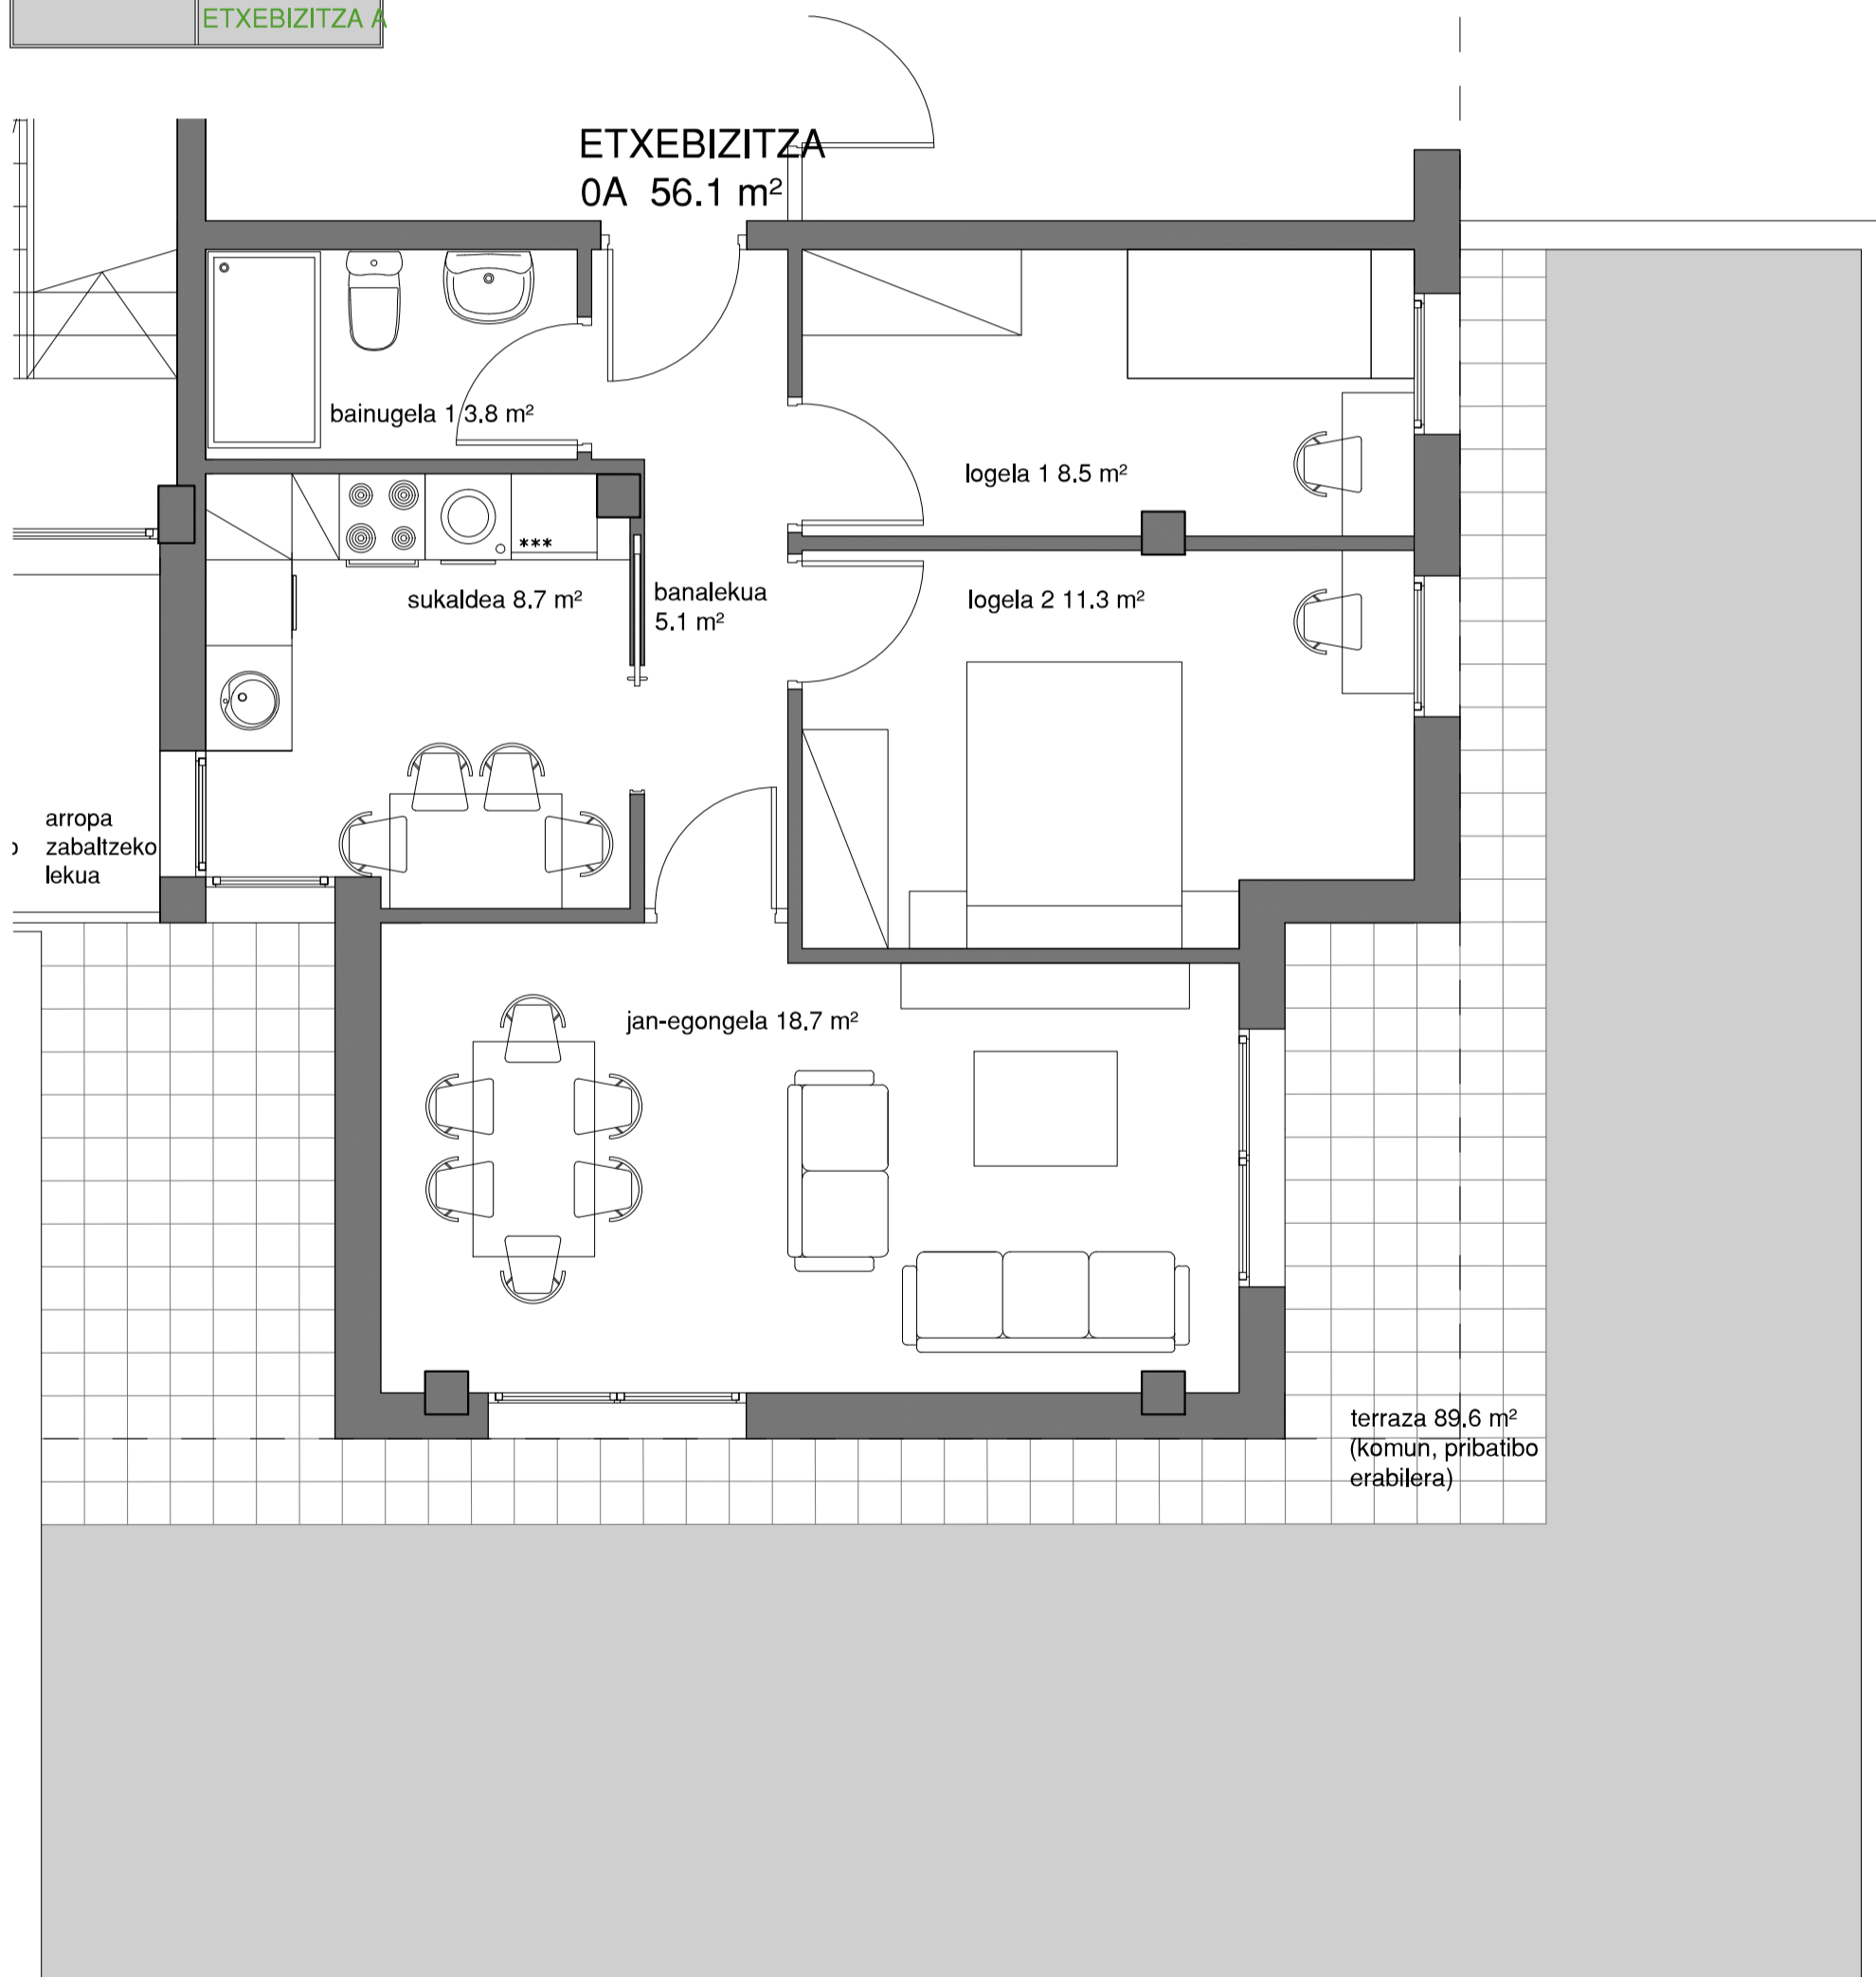 ETXEBIZITZA A
ETXEBIZITZA
0A 56.1 m²
bainugela 1 3.8 m²
logela 1 8.5 m²
***
sukaldea 8.7 m²
banalekua
5.1 m²
logela 2 11.3 m²
arropa
zabaltzeko
lekua
jan-egongela 18.7 m²
terraza 89.6 m²
(komun, pribatibo
erabilera)